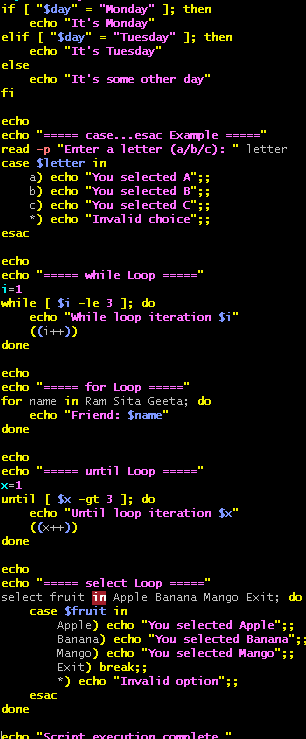 if [ "$day" = "Monday" ]; then
    echo "It's Monday"
elif [ "$day" = "Tuesday" ]; then
    echo "It's Tuesday"
else
    echo "It's some other day"
fi

echo
echo "===== case...esac Example ====="
read -p "Enter a letter (a/b/c): " letter
case $letter in
    a) echo "You selected A";;
    b) echo "You selected B";;
    c) echo "You selected C";;
    *) echo "Invalid choice";;
esac

echo
echo "===== while Loop ====="
i=1
while [ $i -le 3 ]; do
    echo "While loop iteration $i"
    ((i++))
done

echo
echo "===== for Loop ====="
for name in Ram Sita Geeta; do
    echo "Friend: $name"
done

echo
echo "===== until Loop ====="
x=1
until [ $x -gt 3 ]; do
    echo "Until loop iteration $x"
    ((x++))
done

echo
echo "===== select Loop ====="
select fruit in Apple Banana Mango Exit; do
    case $fruit in
        Apple) echo "You selected Apple";;
        Banana) echo "You selected Banana";;
        Mango) echo "You selected Mango";;
        Exit) break;;
        *) echo "Invalid option";;
    esac
done

echo "Script execution complete."